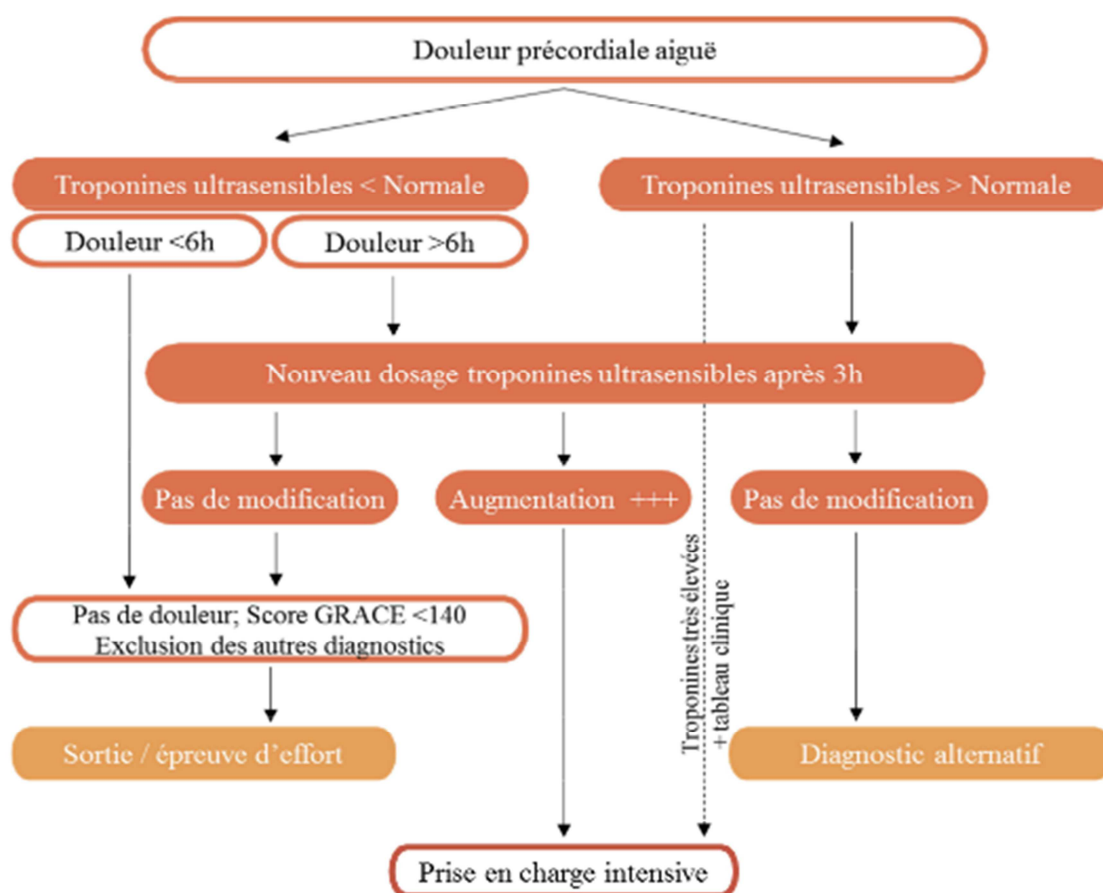 Douleur précordiale aiguë
Troponines ultrasensibles < Normale
Troponines ultrasensibles > Normale
Douleur <6h
Douleur >6h
Nouveau dosage troponines ultrasensibles après 3h
Pas de modification
Augmentation +++
Pas de modification
Troponinestrès élevées
+ tableau clinique
Pas de douleur; Score GRACE <140
Exclusion des autres diagnostics
Sortie / épreuve d'effort
Diagnostic alternatif
Prise en charge intensive